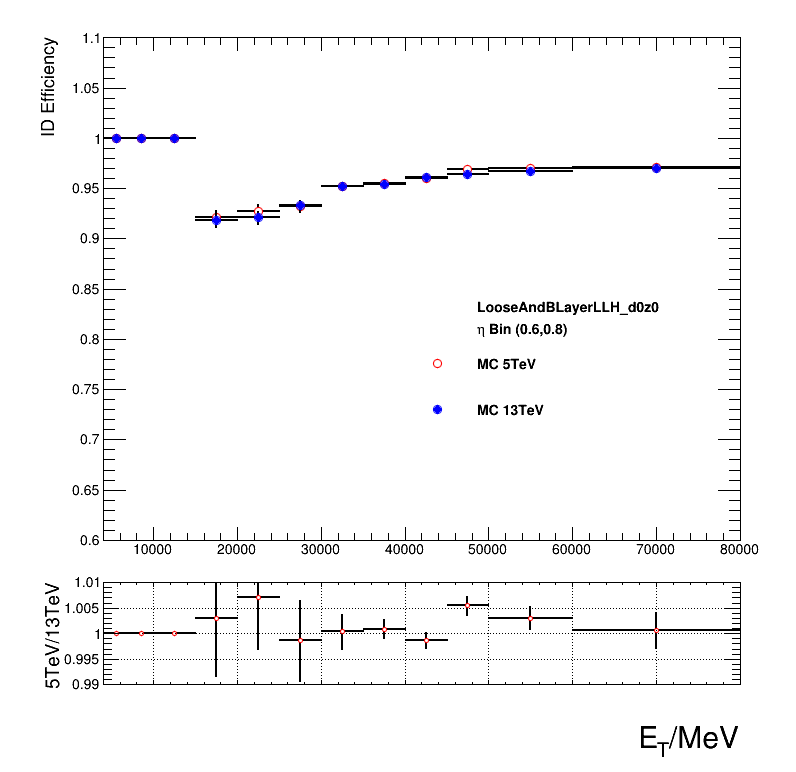 ID Efficiency
1.1
1.05
1
0.95
0.9
0.85
0.8
0.75
0.7
0.65
0.6
LooseAndBLayerLLH_d0z0
η Bin (0.6,0.8)
MC 5TeV
MC 13TeV
10000 20000 30000 40000 50000 60000 70000 80000
5TeV/13TeV
1.01
1.005
1
0.995
0.99
E_T/MeV